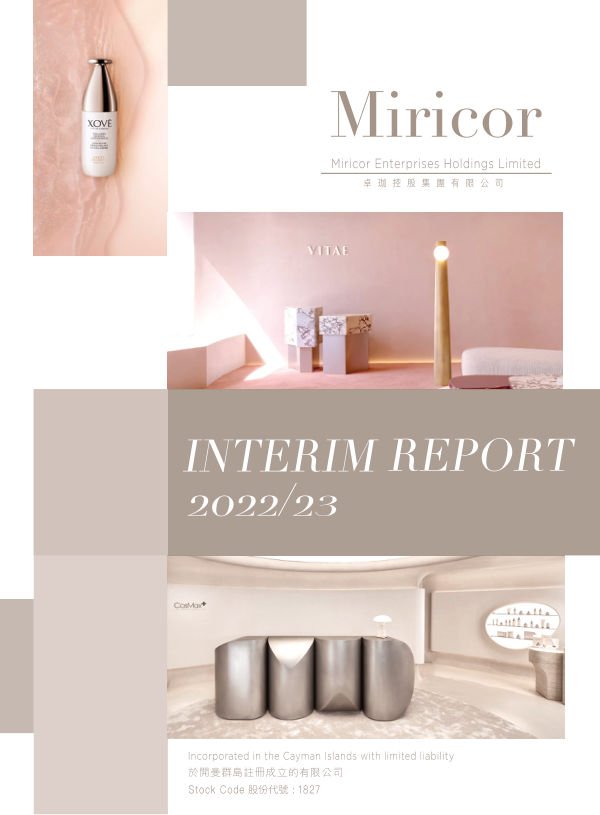 XOVĒ
Miricor
Miricor Enterprises Holdings Limited
卓珈控股集團有限公司
VITAE
INTERIM REPORT
2022/23
CosMax+
Incorporated in the Cayman Islands with limited liability
於開曼群島註冊成立的有限公司
Stock Code 股份代號 : 1827